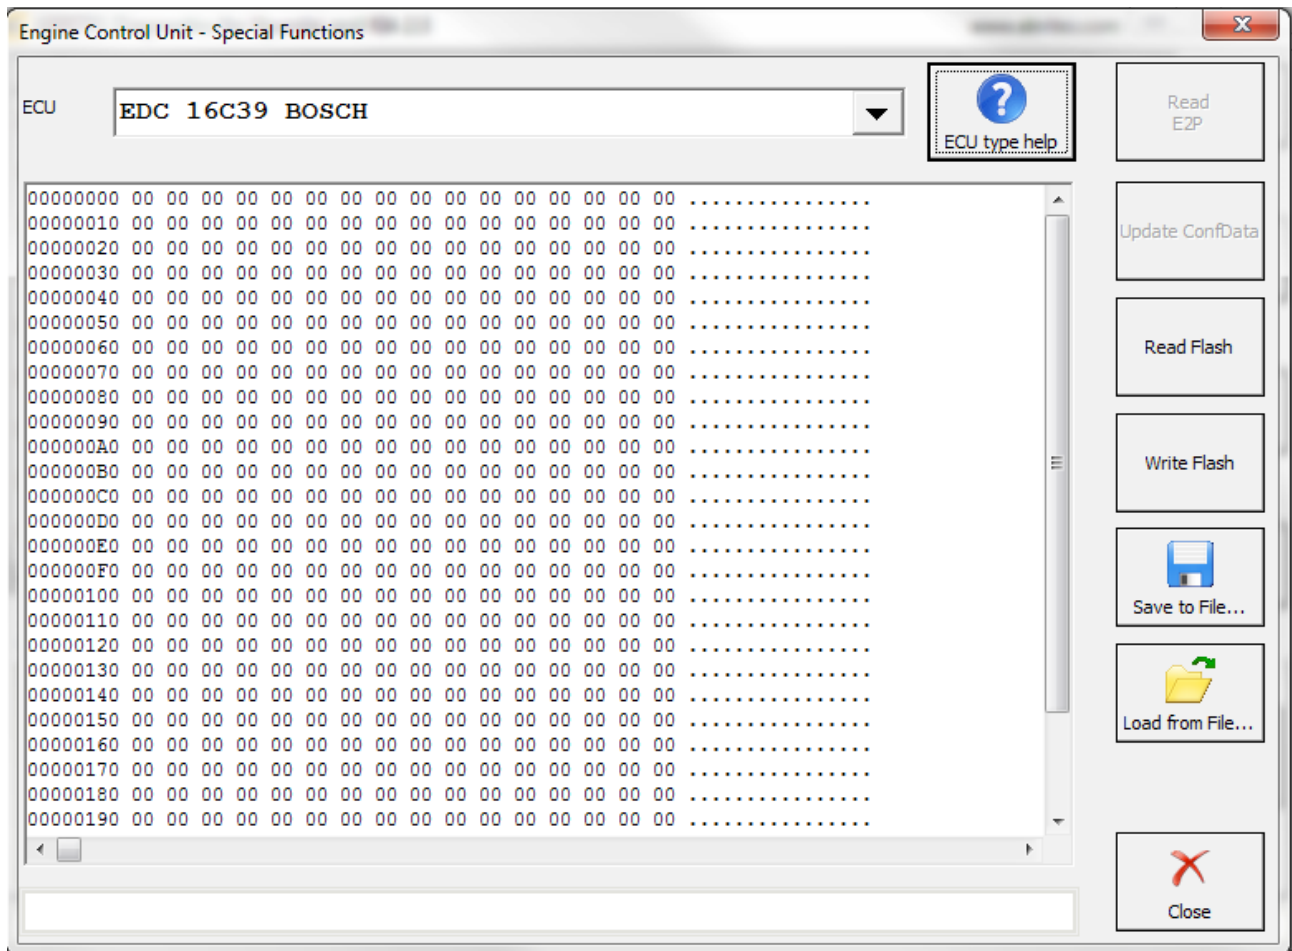 Engine Control Unit - Special Functions
ECU
EDC 16C39 BOSCH
ECU type help
Read
E2P
Update ConfData
Read Flash
Write Flash
Save to File...
Load from File...
Close
00000000 00 00 00 00 00 00 00 00 00 00 00 00 00 00 00 00 ................
00000010 00 00 00 00 00 00 00 00 00 00 00 00 00 00 00 00 ................
00000020 00 00 00 00 00 00 00 00 00 00 00 00 00 00 00 00 ................
00000030 00 00 00 00 00 00 00 00 00 00 00 00 00 00 00 00 ................
00000040 00 00 00 00 00 00 00 00 00 00 00 00 00 00 00 00 ................
00000050 00 00 00 00 00 00 00 00 00 00 00 00 00 00 00 00 ................
00000060 00 00 00 00 00 00 00 00 00 00 00 00 00 00 00 00 ................
00000070 00 00 00 00 00 00 00 00 00 00 00 00 00 00 00 00 ................
00000080 00 00 00 00 00 00 00 00 00 00 00 00 00 00 00 00 ................
00000090 00 00 00 00 00 00 00 00 00 00 00 00 00 00 00 00 ................
000000A0 00 00 00 00 00 00 00 00 00 00 00 00 00 00 00 00 ................
000000B0 00 00 00 00 00 00 00 00 00 00 00 00 00 00 00 00 ................
000000C0 00 00 00 00 00 00 00 00 00 00 00 00 00 00 00 00 ................
000000D0 00 00 00 00 00 00 00 00 00 00 00 00 00 00 00 00 ................
000000E0 00 00 00 00 00 00 00 00 00 00 00 00 00 00 00 00 ................
000000F0 00 00 00 00 00 00 00 00 00 00 00 00 00 00 00 00 ................
00000100 00 00 00 00 00 00 00 00 00 00 00 00 00 00 00 00 ................
00000110 00 00 00 00 00 00 00 00 00 00 00 00 00 00 00 00 ................
00000120 00 00 00 00 00 00 00 00 00 00 00 00 00 00 00 00 ................
00000130 00 00 00 00 00 00 00 00 00 00 00 00 00 00 00 00 ................
00000140 00 00 00 00 00 00 00 00 00 00 00 00 00 00 00 00 ................
00000150 00 00 00 00 00 00 00 00 00 00 00 00 00 00 00 00 ................
00000160 00 00 00 00 00 00 00 00 00 00 00 00 00 00 00 00 ................
00000170 00 00 00 00 00 00 00 00 00 00 00 00 00 00 00 00 ................
00000180 00 00 00 00 00 00 00 00 00 00 00 00 00 00 00 00 ................
00000190 00 00 00 00 00 00 00 00 00 00 00 00 00 00 00 00 ................